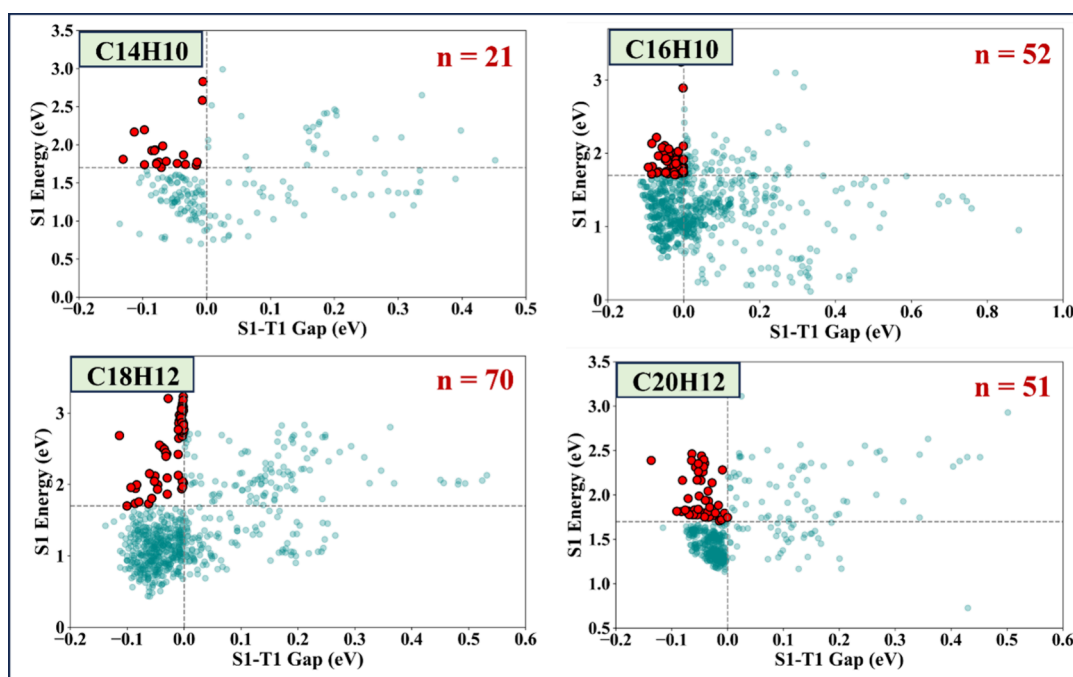 C14H10
n = 21
S1 Energy (eV)
3.5
3.0
2.5
2.0
1.5
1.0
0.5
0.0
−0.2 −0.1 0.0 0.1 0.2 0.3 0.4 0.5
S1-T1 Gap (eV)
C16H10
n = 52
S1 Energy (eV)
3
2
1
0
−0.2 0.0 0.2 0.4 0.6 0.8 1.0
S1-T1 Gap (eV)
C18H12
n = 70
S1 Energy (eV)
3
2
1
0
−0.2 −0.1 0.0 0.1 0.2 0.3 0.4 0.5 0.6
S1-T1 Gap (eV)
C20H12
n = 51
S1 Energy (eV)
3.5
3.0
2.5
2.0
1.5
1.0
0.5
−0.2 −0.1 0.0 0.1 0.2 0.3 0.4 0.5 0.6
S1-T1 Gap (eV)